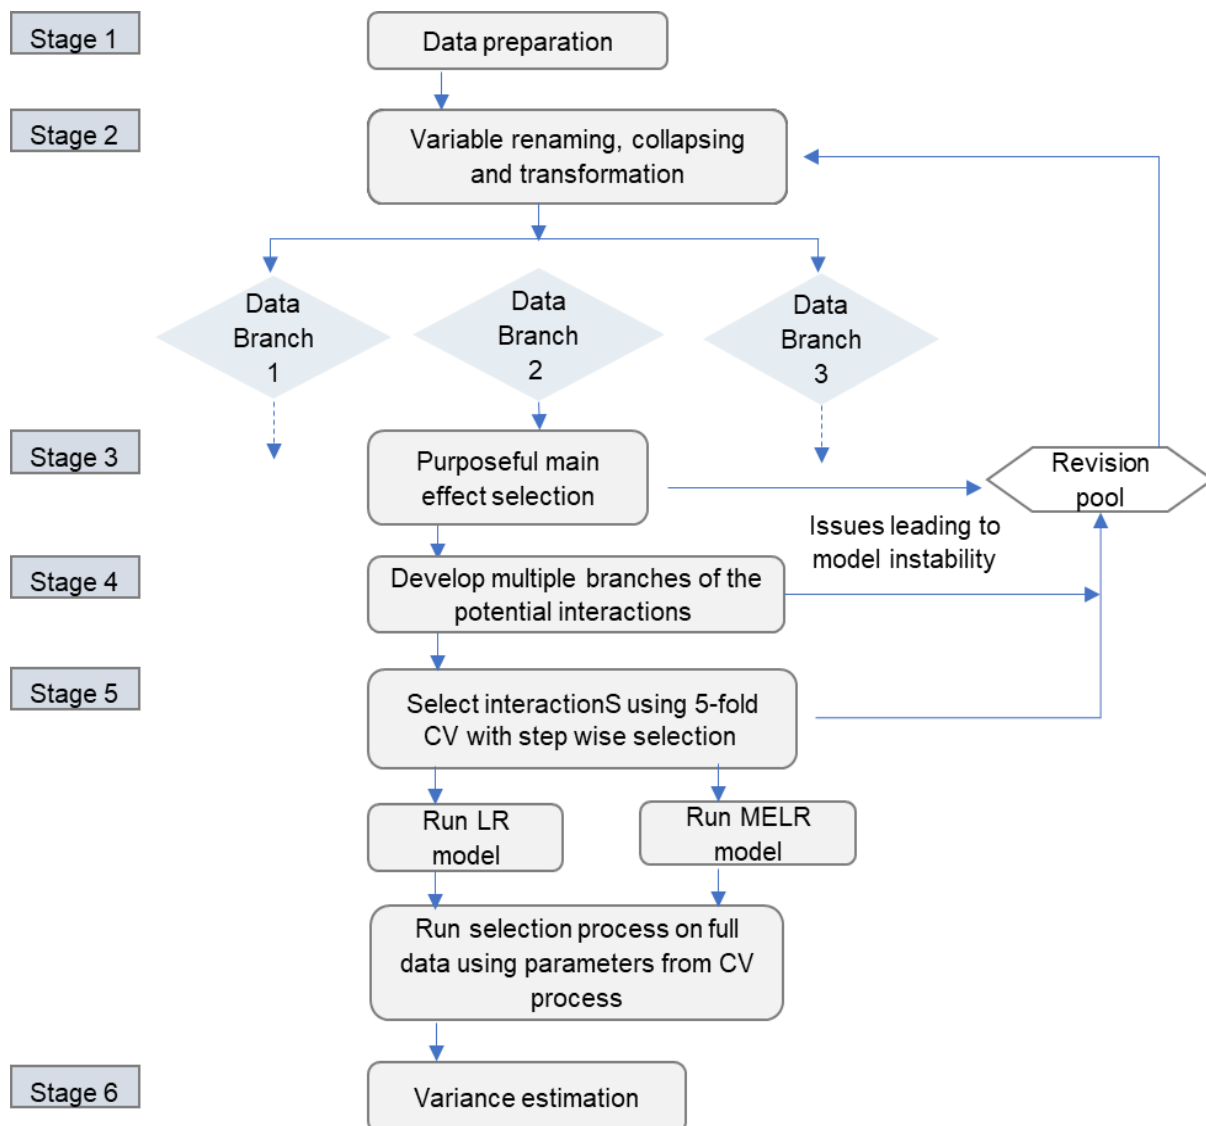 Stage 1
Data preparation
Stage 2
Variable renaming, collapsing
and transformation
Data
Branch
1
Data
Branch
2
Data
Branch
3
Stage 3
Purposeful main
effect selection
Revision
pool
Issues leading to
model instability
Stage 4
Develop multiple branches of the
potential interactions
Stage 5
Select interactionS using 5-fold
CV with step wise selection
Run LR
model
Run MELR
model
Run selection process on full
data using parameters from CV
process
Stage 6
Variance estimation